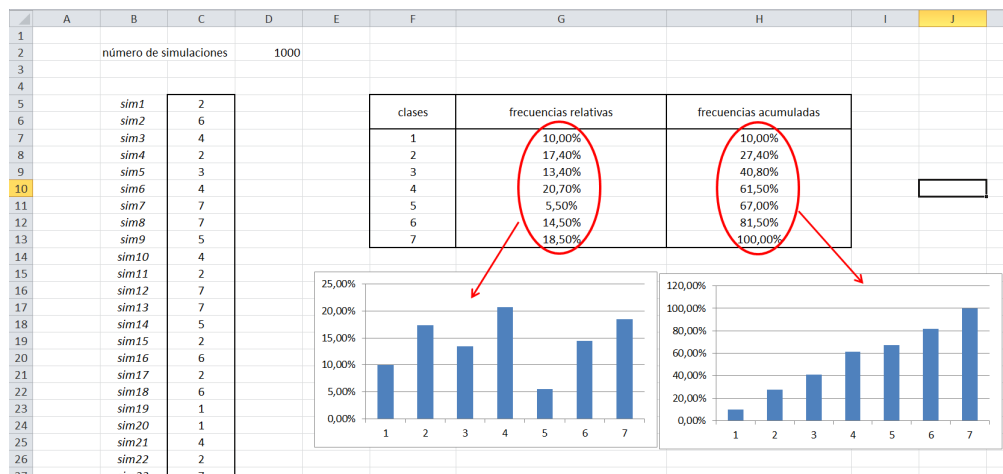 A B C D E F G H I J
1
2 número de simulaciones 1000
3
4
5 sim1 2
6 sim2 6
7 sim3 4
8 sim4 2
9 sim5 3
10 sim6 4
11 sim7 7
12 sim8 7
13 sim9 5
14 sim10 4
15 sim11 2
16 sim12 7
17 sim13 7
18 sim14 5
19 sim15 2
20 sim16 6
21 sim17 2
22 sim18 6
23 sim19 1
24 sim20 1
25 sim21 4
26 sim22 2
clases frecuencias relativas frecuencias acumuladas
1 10,00% 10,00%
2 17,40% 27,40%
3 13,40% 40,80%
4 20,70% 61,50%
5 5,50% 67,00%
6 14,50% 81,50%
7 18,50% 100,00%
25,00%
20,00%
15,00%
10,00%
5,00%
0,00%
1 2 3 4 5 6 7
120,00%
100,00%
80,00%
60,00%
40,00%
20,00%
0,00%
1 2 3 4 5 6 7